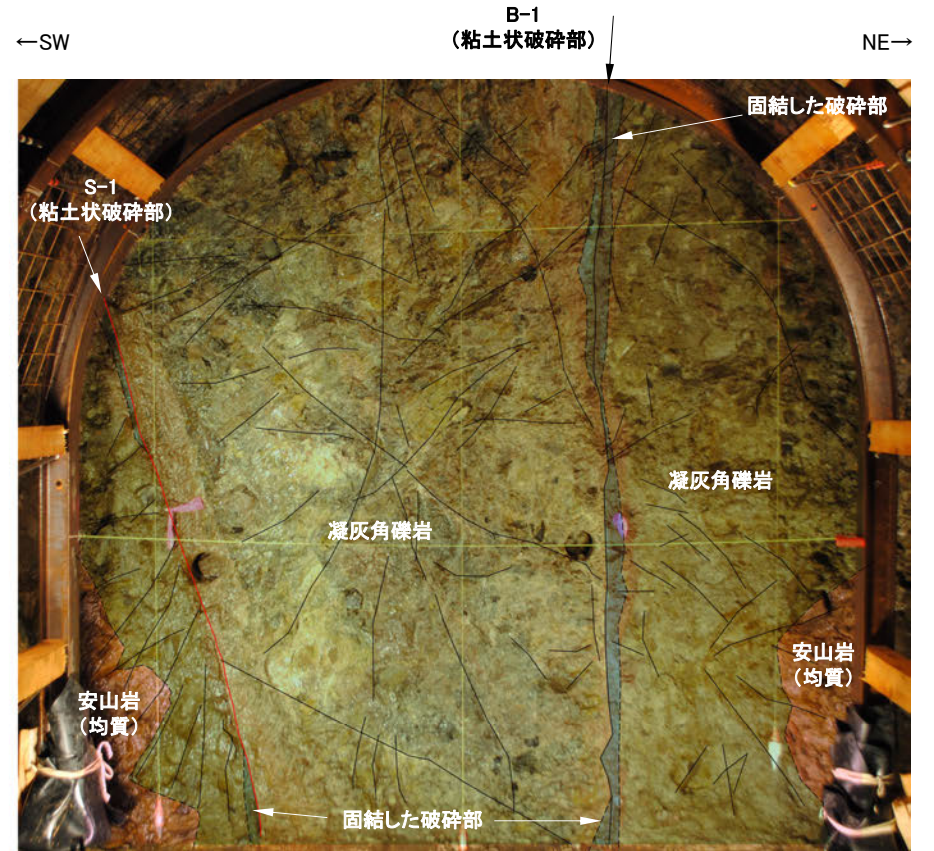 B-1
(粘土状破砕部)
←SW
NE→
固結した破砕部
S-1
(粘土状破砕部)
凝灰角礫岩
凝灰角礫岩
安山岩
(均質)
安山岩
(均質)
固結した破砕部